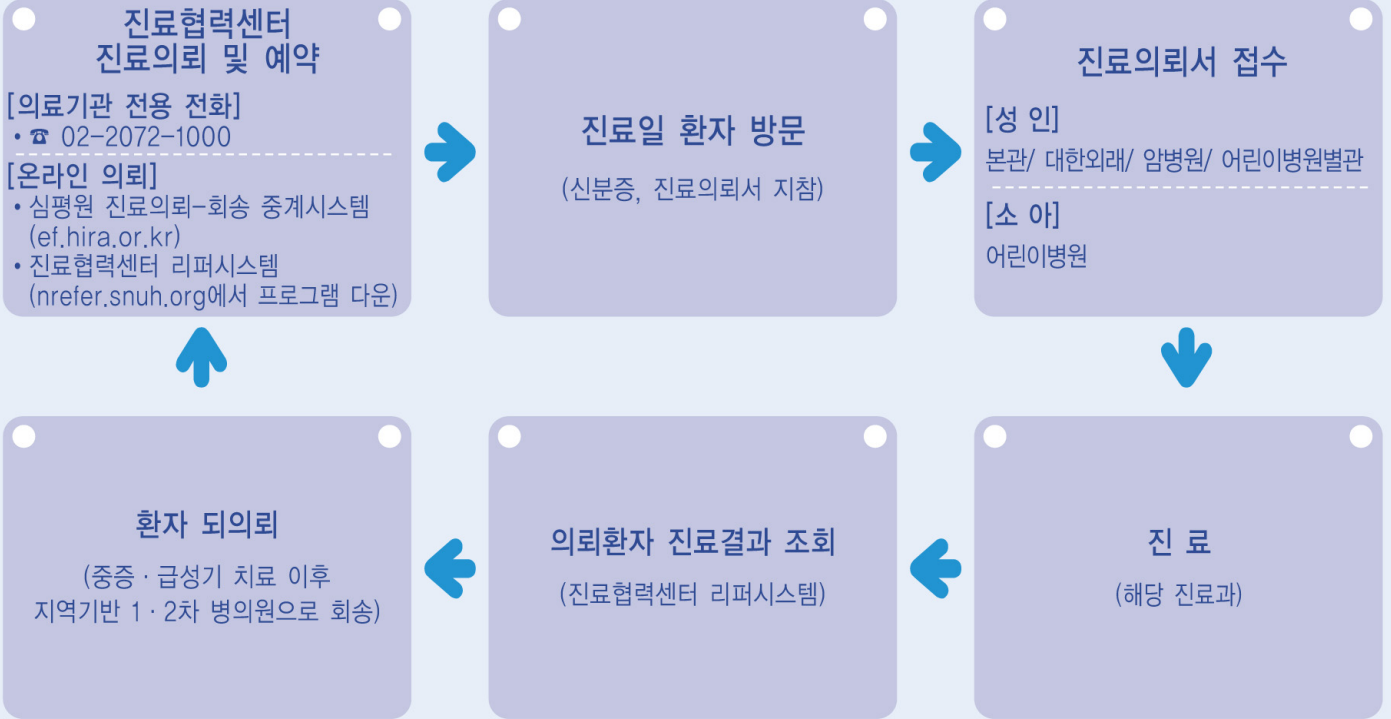 진료협력센터
진료의뢰 및 예약
[의료기관 전용 전화]
• ☎ 02-2072-1000
[온라인 의뢰]
• 심평원 진료의뢰-회송 중계시스템
(ef.hira.or.kr)
• 진료협력센터 리퍼시스템
(nrefer.snuh.org에서 프로그램 다운)
진료일 환자 방문
(신분증, 진료의뢰서 지참)
진료의뢰서 접수
[성 인]
본관/ 대한외래/ 암병원/ 어린이병원별관
[소 아]
어린이병원
진 료
(해당 진료과)
의뢰환자 진료결과 조회
(진료협력센터 리퍼시스템)
환자 되의뢰
(중증 · 급성기 치료 이후
지역기반 1 · 2차 병의원으로 회송)